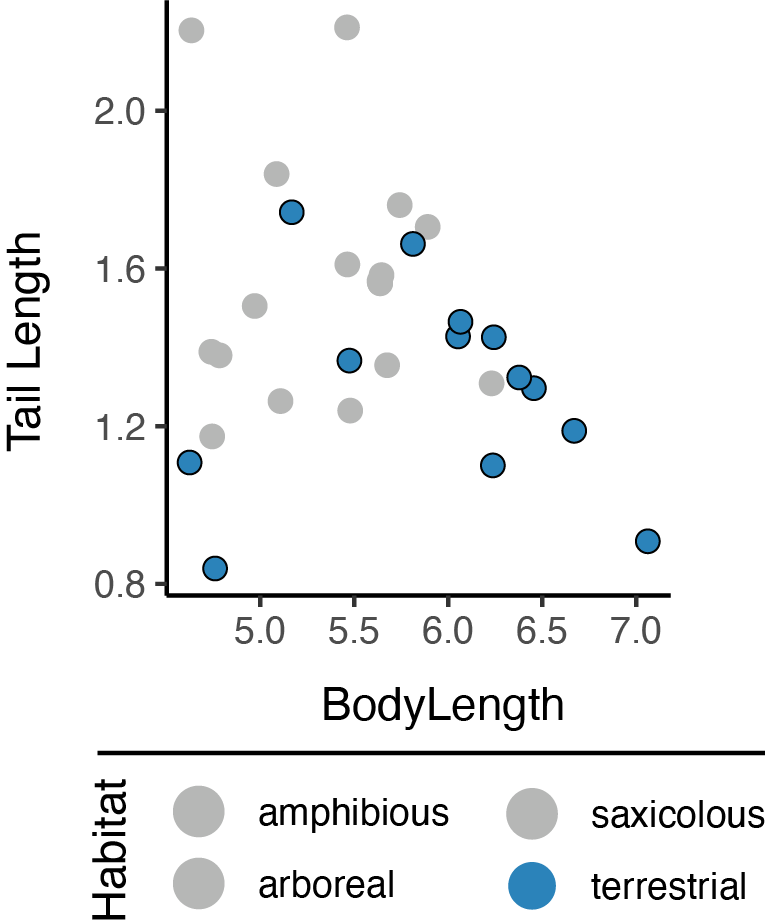 Tail Length
2.0
1.6
1.2
0.8
5.0 5.5 6.0 6.5 7.0
BodyLength
Habitat
amphibious saxicolous
arboreal terrestrial